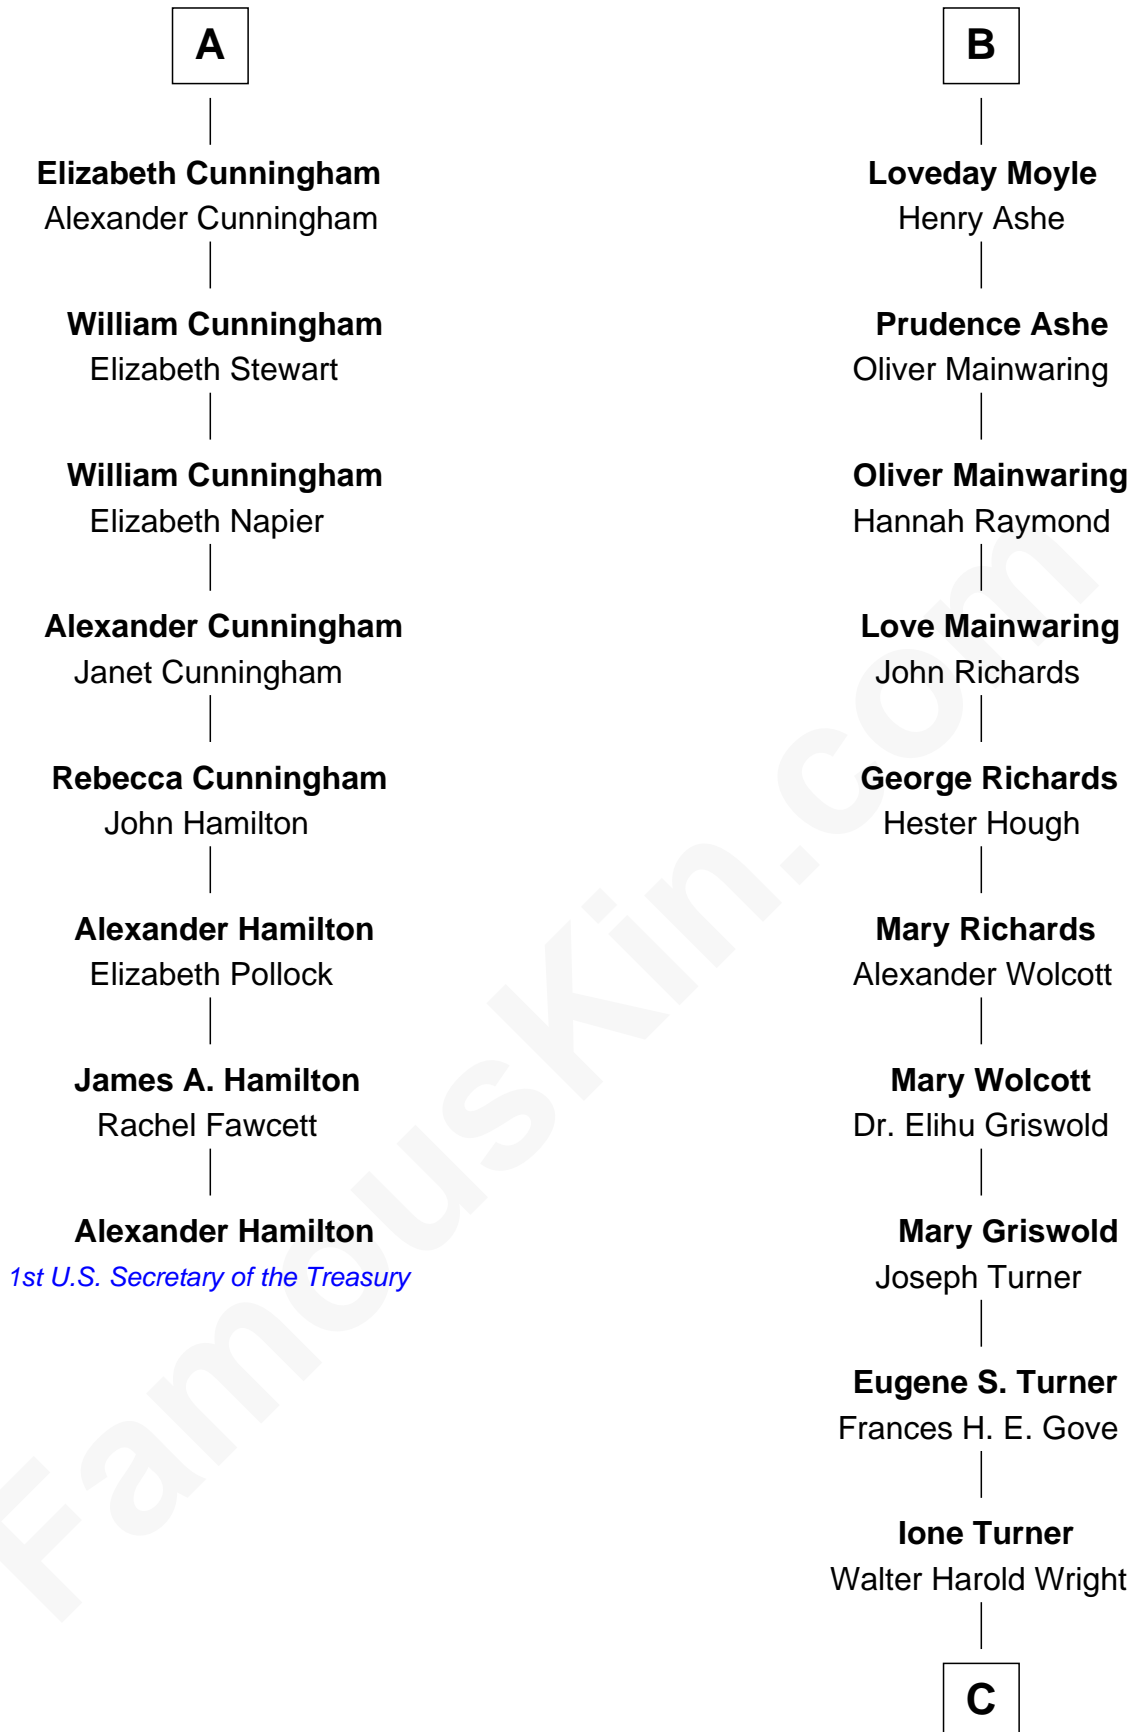 A
Elizabeth Cunningham
Alexander Cunningham
William Cunningham
Elizabeth Stewart
William Cunningham
Elizabeth Napier
Alexander Cunningham
Janet Cunningham
Rebecca Cunningham
John Hamilton
Alexander Hamilton
Elizabeth Pollock
James A. Hamilton
Rachel Fawcett
Alexander Hamilton
1st U.S. Secretary of the Treasury
B
Loveday Moyle
Henry Ashe
Prudence Ashe
Oliver Mainwaring
Oliver Mainwaring
Hannah Raymond
Love Mainwaring
John Richards
George Richards
Hester Hough
Mary Richards
Alexander Wolcott
Mary Wolcott
Dr. Elihu Griswold
Mary Griswold
Joseph Turner
Eugene S. Turner
Frances H. E. Gove
Ione Turner
Walter Harold Wright
C
FamousKin.com